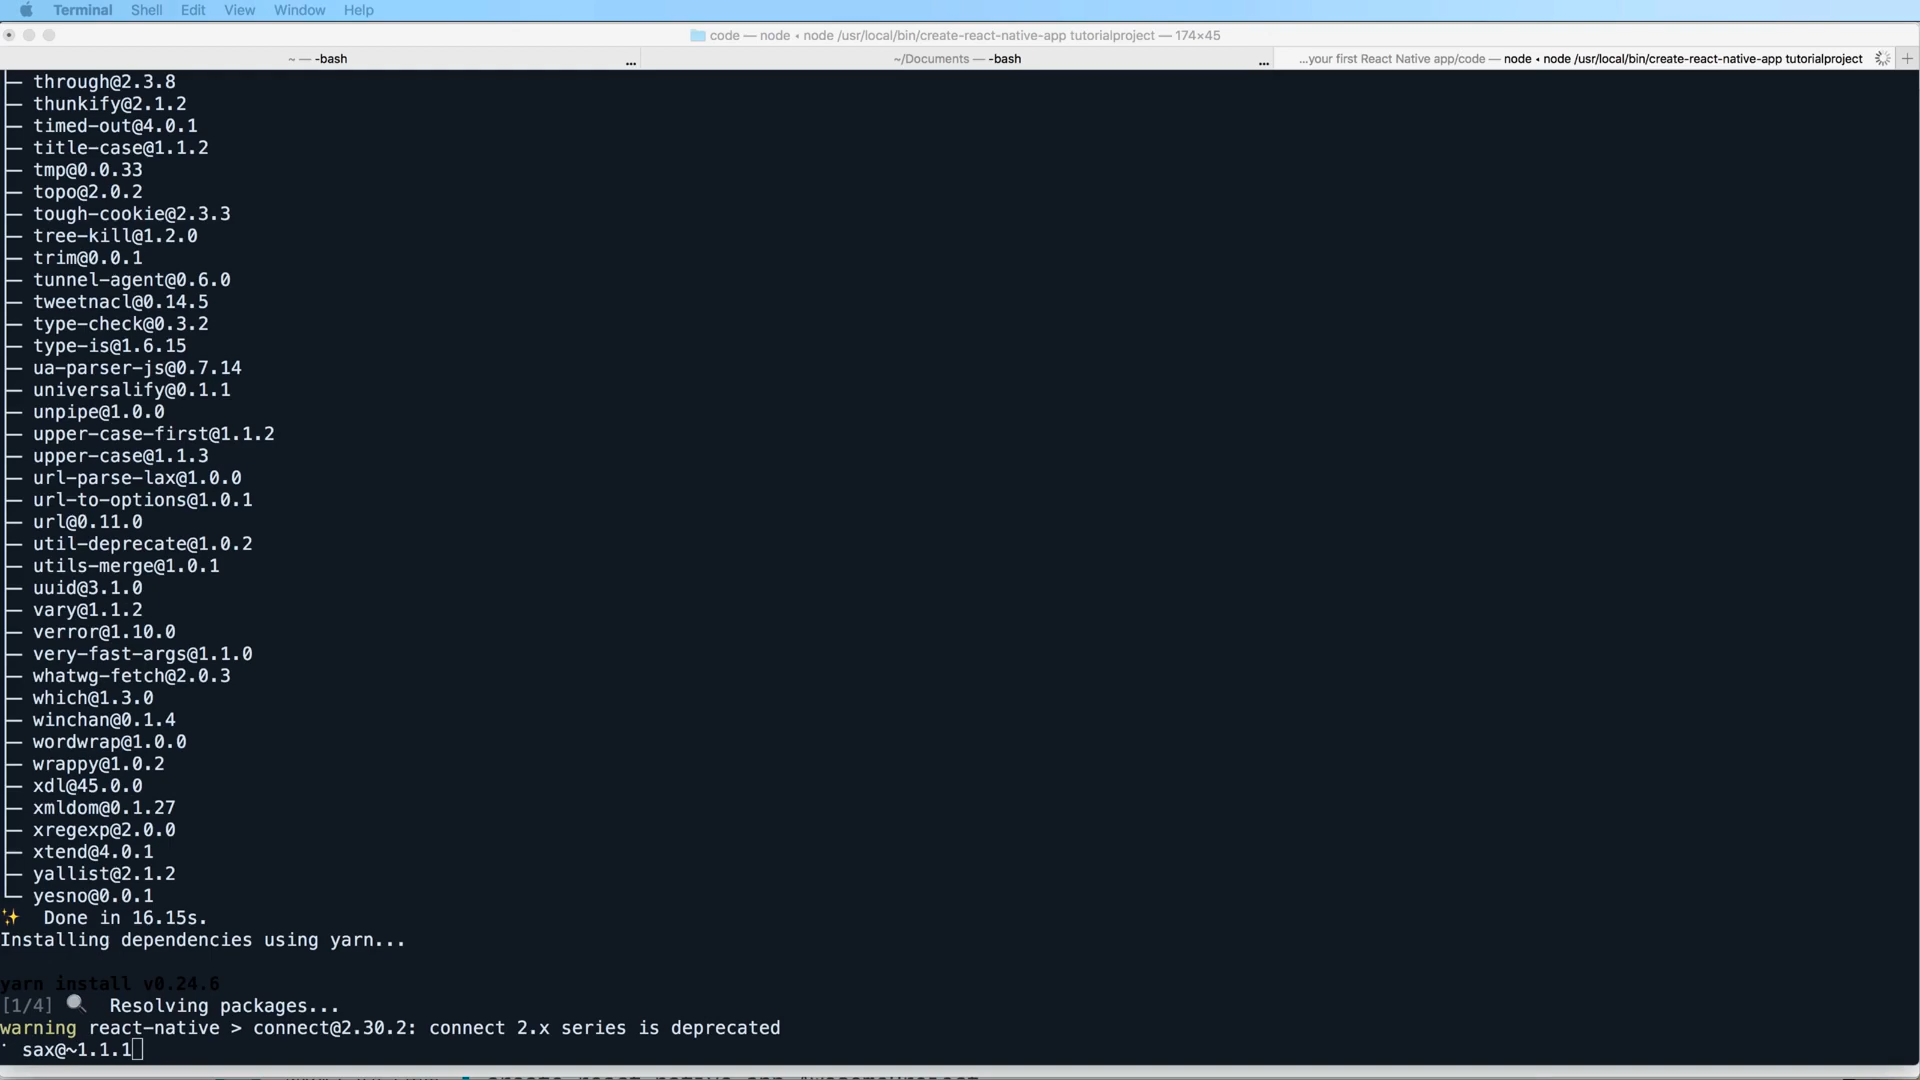 Terminal Shell Edit View Window Help
code — node • node /usr/local/bin/create-react-native-app tutorialproject — 174×45
~ — -bash ... ~/Documents — -bash ... ...your first React Native app/code — node • node /usr/local/bin/create-react-native-app tutorialproject +
├─ through@2.3.8
├─ thunkify@2.1.2
├─ timed-out@4.0.1
├─ title-case@1.1.2
├─ tmp@0.0.33
├─ topo@2.0.2
├─ tough-cookie@2.3.3
├─ tree-kill@1.2.0
├─ trim@0.0.1
├─ tunnel-agent@0.6.0
├─ tweetnacl@0.14.5
├─ type-check@0.3.2
├─ type-is@1.6.15
├─ ua-parser-js@0.7.14
├─ universalify@0.1.1
├─ unpipe@1.0.0
├─ upper-case-first@1.1.2
├─ upper-case@1.1.3
├─ url-parse-lax@1.0.0
├─ url-to-options@1.0.1
├─ url@0.11.0
├─ util-deprecate@1.0.2
├─ utils-merge@1.0.1
├─ uuid@3.1.0
├─ vary@1.1.2
├─ verror@1.10.0
├─ very-fast-args@1.1.0
├─ whatwg-fetch@2.0.3
├─ which@1.3.0
├─ winchan@0.1.4
├─ wordwrap@1.0.0
├─ wrappy@1.0.2
├─ xdl@45.0.0
├─ xmldom@0.1.27
├─ xregexp@2.0.0
├─ xtend@4.0.1
├─ yallist@2.1.2
└─ yesno@0.0.1
✨ Done in 16.15s.
Installing dependencies using yarn...
yarn install v0.24.6
[1/4] 🔍 Resolving packages...
warning react-native > connect@2.30.2: connect 2.x series is deprecated
⠁ sax@~1.1.1